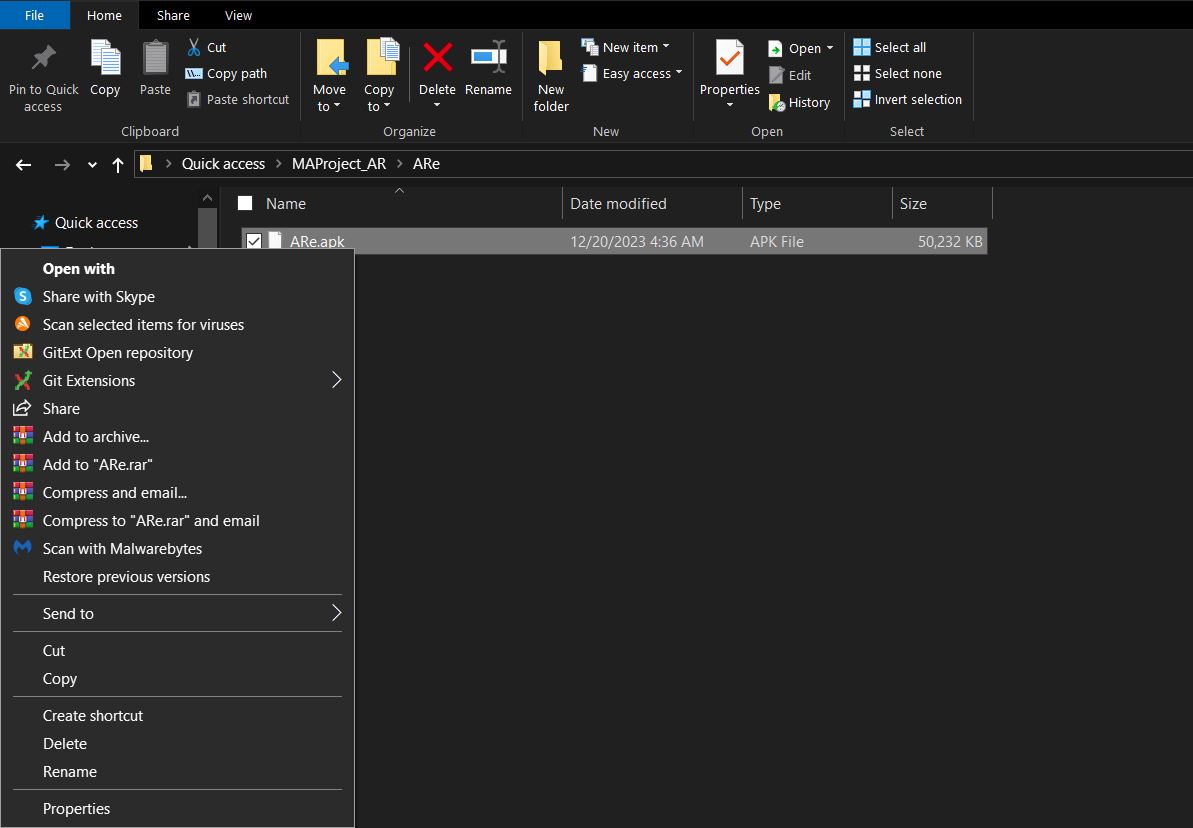 File Home Share View
Pin to Quick access
Copy
Paste
Cut
Copy path
Paste shortcut
Clipboard
Move to
Copy to
Delete
Rename
Organize
New folder
New item
Easy access
New
Properties
Open
Edit
History
Open
Select all
Select none
Invert selection
Select
Quick access > MAProject_AR > ARe
Quick access
Name Date modified Type Size
ARe.apk 12/20/2023 4:36 AM APK File 50,232 KB
Open with
Share with Skype
Scan selected items for viruses
GitExt Open repository
Git Extensions
Share
Add to archive...
Add to "ARe.rar"
Compress and email...
Compress to "ARe.rar" and email
Scan with Malwarebytes
Restore previous versions
Send to
Cut
Copy
Create shortcut
Delete
Rename
Properties